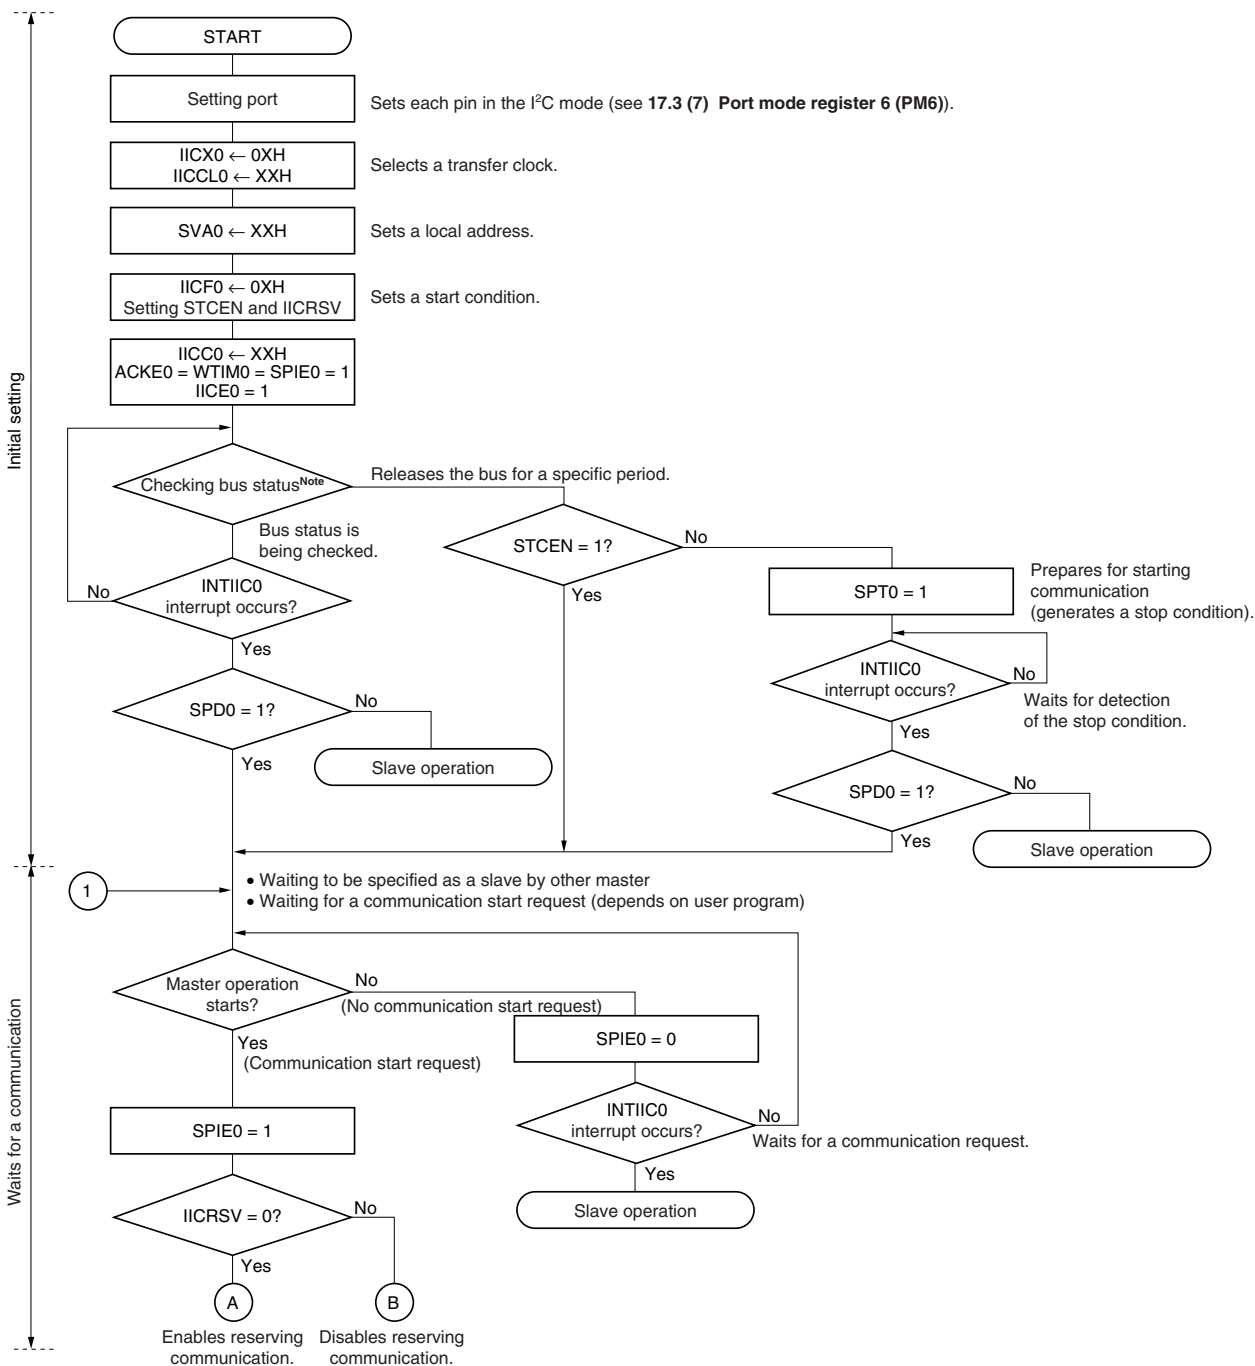 START
Setting port
Sets each pin in the I²C mode (see 17.3 (7) Port mode register 6 (PM6)).
IICX0 ← 0XH
IICCL0 ← XXH
Selects a transfer clock.
SVA0 ← XXH
Sets a local address.
IICF0 ← 0XH
Setting STCEN and IICRSV
Sets a start condition.
IICC0 ← XXH
ACKE0 = WTIM0 = SPIE0 = 1
IICE0 = 1
Initial setting
Checking bus statusNote
Releases the bus for a specific period.
Bus status is
being checked.
STCEN = 1?
No
Yes
INTIIC0
interrupt occurs?
No
Yes
SPT0 = 1
Prepares for starting
communication
(generates a stop condition).
INTIIC0
interrupt occurs?
No
Waits for detection
of the stop condition.
Yes
SPD0 = 1?
No
Yes
Slave operation
SPD0 = 1?
No
Yes
Slave operation
1
• Waiting to be specified as a slave by other master
• Waiting for a communication start request (depends on user program)
Waits for a communication
Master operation
starts?
No
(No communication start request)
Yes
(Communication start request)
SPIE0 = 0
INTIIC0
interrupt occurs?
No
Waits for a communication request.
Yes
Slave operation
SPIE0 = 1
IICRSV = 0?
No
Yes
A
B
Enables reserving
communication.
Disables reserving
communication.